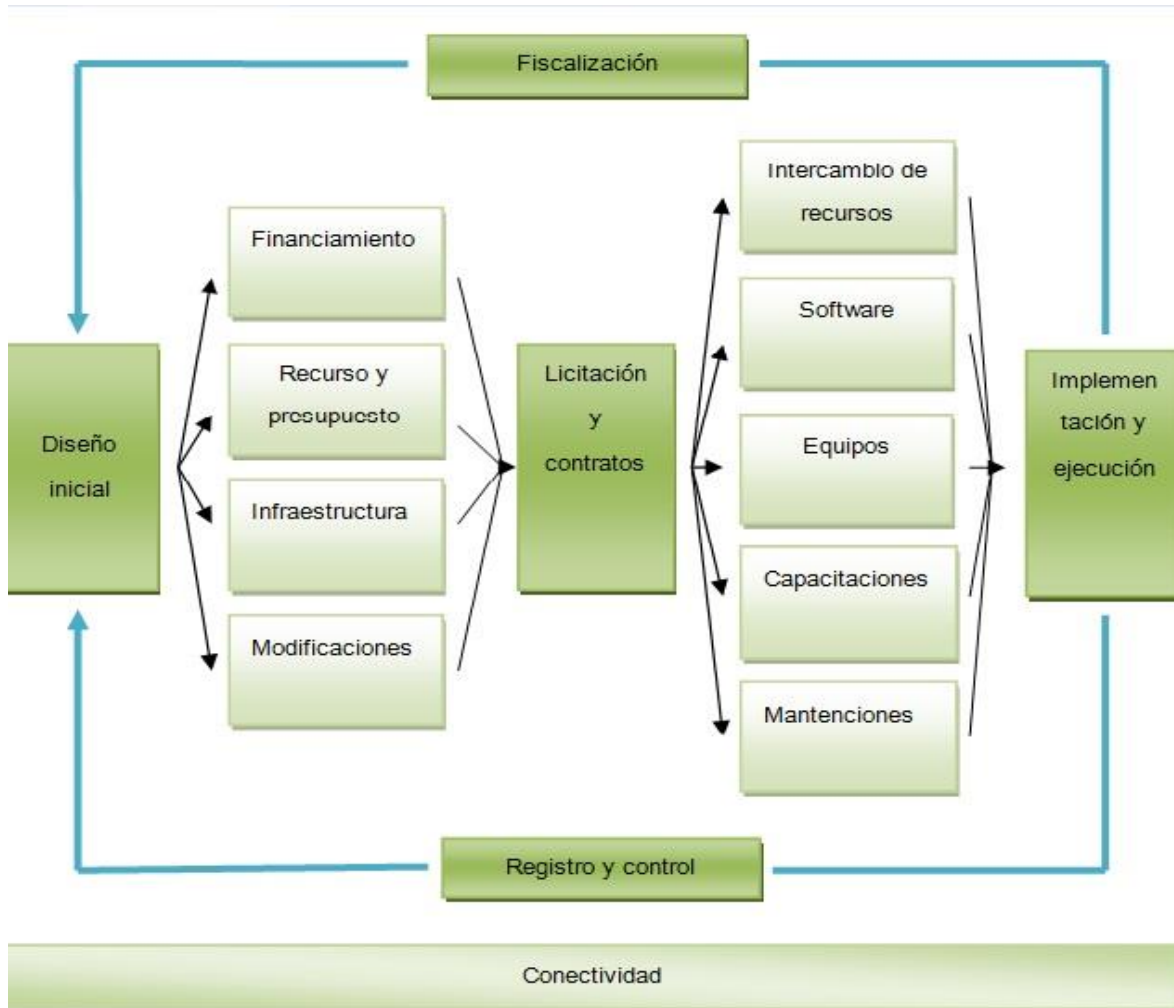 Fiscalización
Intercambio de
recursos
Financiamiento
Software
Recurso y
presupuesto
Licitación
y
contratos
Implemen
tación y
ejecución
Diseño
inicial
Equipos
Infraestructura
Capacitaciones
Modificaciones
Mantenciones
Registro y control
Conectividad